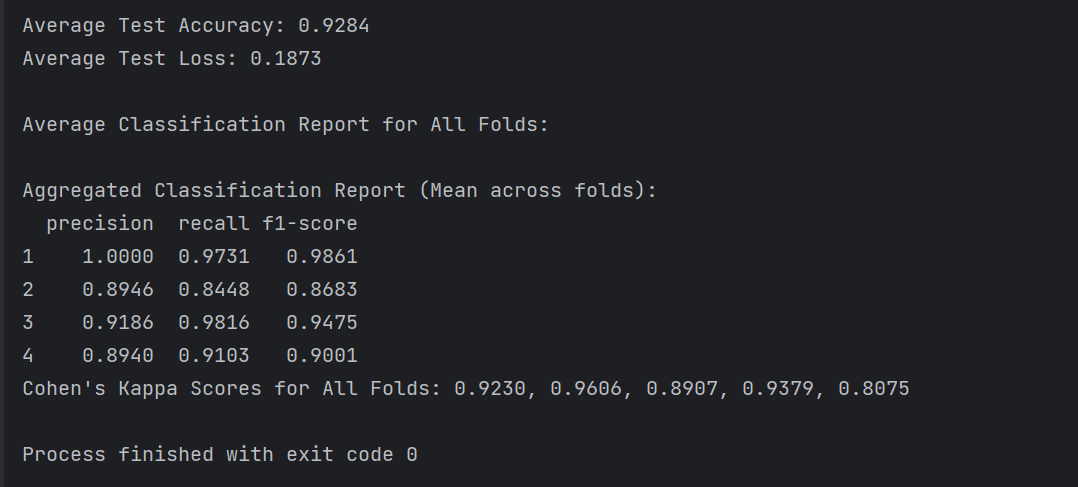 Average Test Accuracy: 0.9284
Average Test Loss: 0.1873
Average Classification Report for All Folds:
Aggregated Classification Report (Mean across folds):
precision recall f1-score
1 1.0000 0.9731 0.9861
2 0.8946 0.8448 0.8683
3 0.9186 0.9816 0.9475
4 0.8940 0.9103 0.9001
Cohen's Kappa Scores for All Folds: 0.9230, 0.9606, 0.8907, 0.9379, 0.8075
Process finished with exit code 0